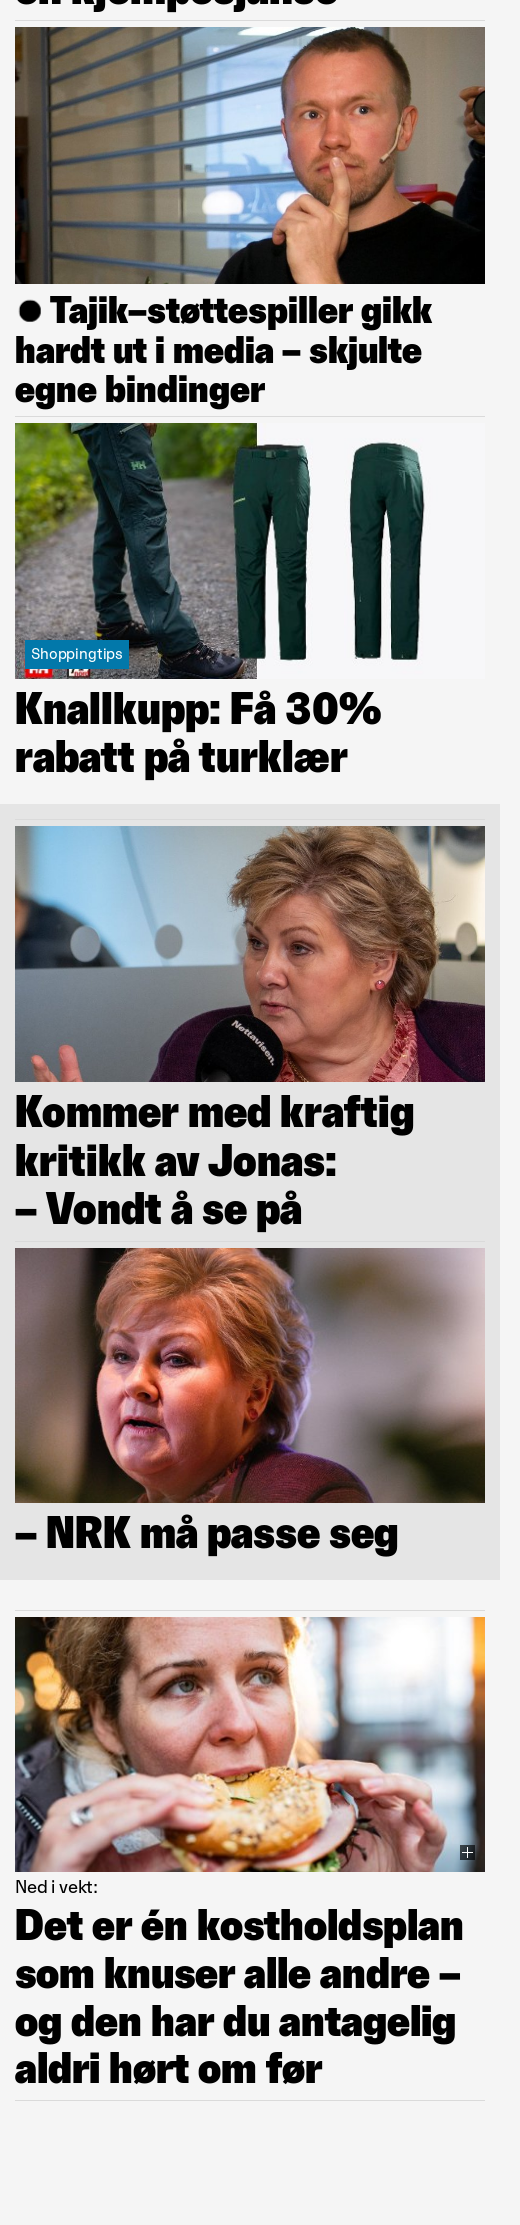 Tajik–støttespiller gikk
hardt ut i media – skjulte
egne bindinger
HH
Shoppingtips
Knallkupp: Få 30%
rabatt på turklær
Nettavisen.
Kommer med kraftig
kritikk av Jonas:
– Vondt å se på
– NRK må passe seg
Ned i vekt:
Det er én kostholdsplan
som knuser alle andre –
og den har du antagelig
aldri hørt om før